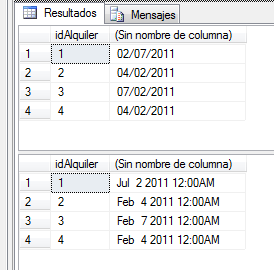 Resultados Mensajes
idAlquiler (Sin nombre de columna)
1 1 02/07/2011
2 2 04/02/2011
3 3 07/02/2011
4 4 04/02/2011
idAlquiler (Sin nombre de columna)
1 1 Jul 2 2011 12:00AM
2 2 Feb 4 2011 12:00AM
3 3 Feb 7 2011 12:00AM
4 4 Feb 4 2011 12:00AM